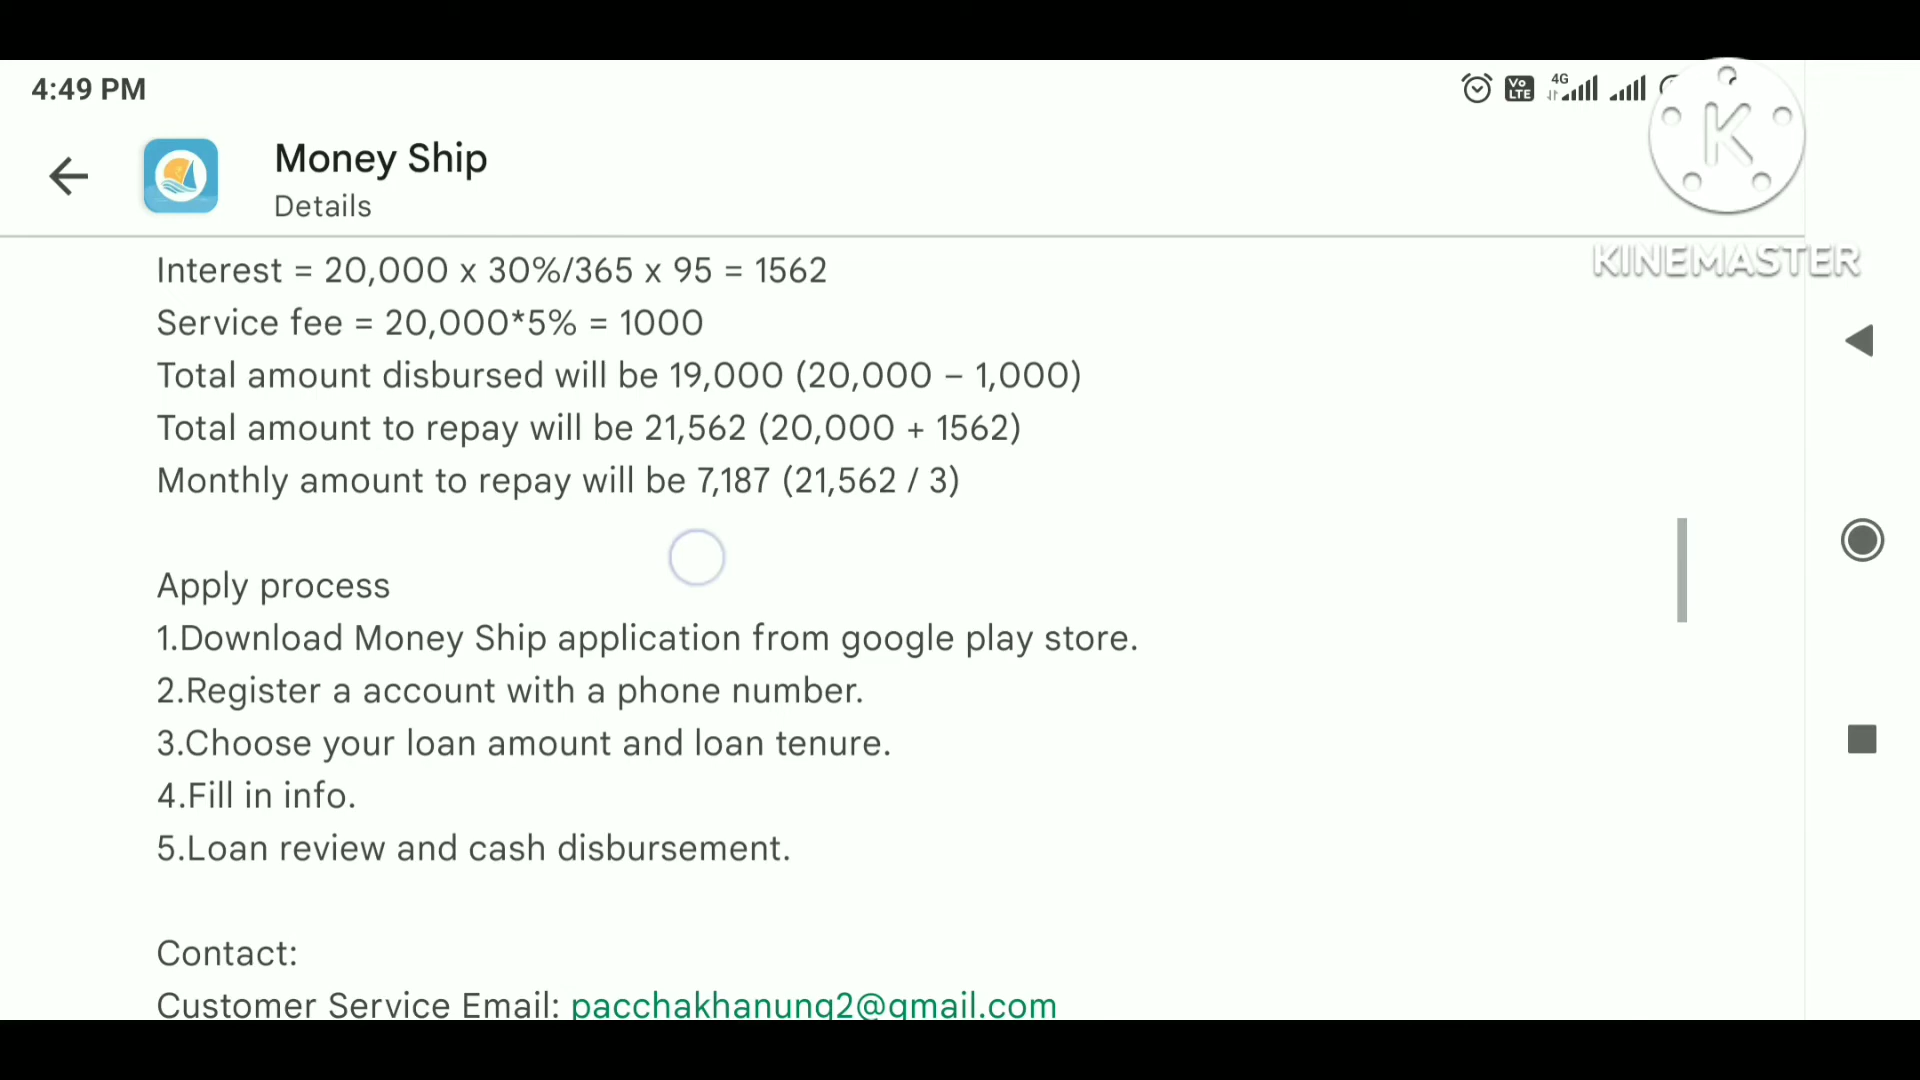 4:49 PM
Vo LTE
4G
Money Ship
Details
K
KINEMASTER
Interest = 20,000 x 30%/365 x 95 = 1562
Service fee = 20,000*5% = 1000
Total amount disbursed will be 19,000 (20,000 – 1,000)
Total amount to repay will be 21,562 (20,000 + 1562)
Monthly amount to repay will be 7,187 (21,562 / 3)
Apply process
1.Download Money Ship application from google play store.
2.Register a account with a phone number.
3.Choose your loan amount and loan tenure.
4.Fill in info.
5.Loan review and cash disbursement.
Contact:
Customer Service Email: pacchakhanung2@gmail.com